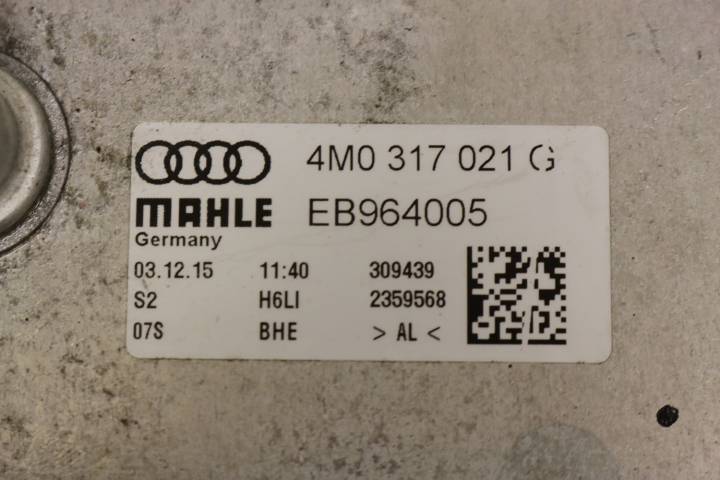 4M0 317 021 G
MAHLE EB964005
Germany
03.12.15 11:40 309439
S2 H6LI 2359568
07S BHE > AL <